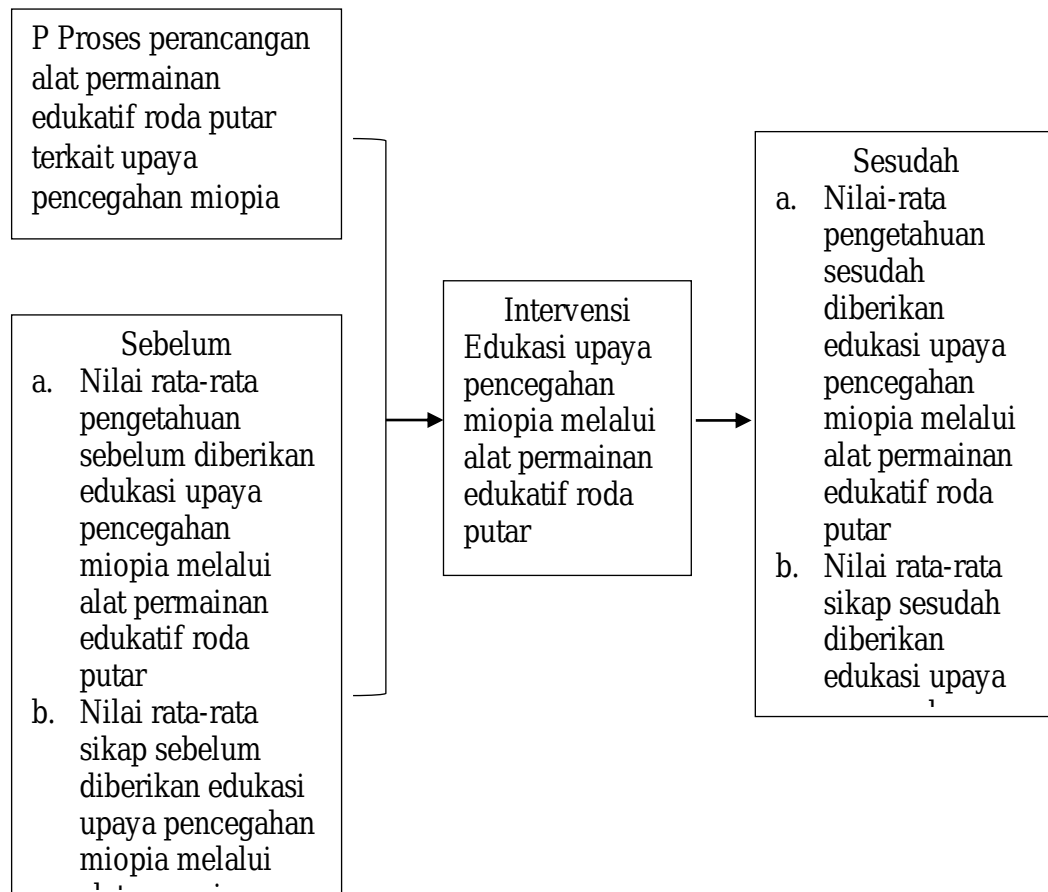 P Proses perancangan
alat permainan
edukatif roda putar
terkait upaya
pencegahan miopia
Sebelum
a. Nilai rata-rata
pengetahuan
sebelum diberikan
edukasi upaya
pencegahan
miopia melalui
alat permainan
edukatif roda
putar
b. Nilai rata-rata
sikap sebelum
diberikan edukasi
upaya pencegahan
miopia melalui
Intervensi
Edukasi upaya
pencegahan
miopia melalui
alat permainan
edukatif roda
putar
Sesudah
a. Nilai-rata
pengetahuan
sesudah
diberikan
edukasi upaya
pencegahan
miopia melalui
alat permainan
edukatif roda
putar
b. Nilai rata-rata
sikap sesudah
diberikan
edukasi upaya